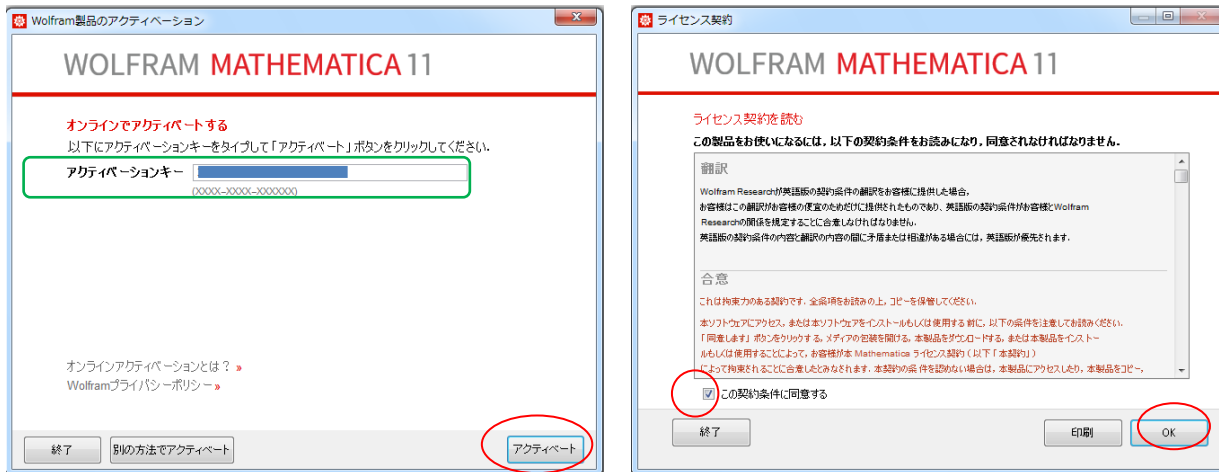 Wolfram製品のアクティベーション
WOLFRAM MATHEMATICA 11
オンラインでアクティベートする
以下にアクティベーションキーをタイプして「アクティベート」ボタンをクリックしてください.
アクティベーションキー
(XXXX-XXXX-XXXXXX)
オンラインアクティベーションとは? »
Wolframプライバシーポリシー »
終了
別の方法でアクティベート
アクティベート
ライセンス契約
WOLFRAM MATHEMATICA 11
ライセンス契約を読む
この製品をお使いになるには,以下の契約条件をお読みになり,同意されなければなりません.
翻訳
Wolfram Researchが英語版の契約条件の翻訳をお客様に提供した場合,
お客様はこの翻訳がお客様の便宜のためだけに提供されたものであり、英語版の契約条件がお客様とWolfram
Researchの関係を規定することに合意しなければなりません.
英語版の契約条件の内容と翻訳の内容の間に矛盾または相違がある場合には,英語版が優先されます.
合意
これは拘束力のある契約です.全条項をお読みの上,コピーを保管してください.
本ソフトウェアにアクセス,または本ソフトウェアをインストールもしくは使用する前に,以下の条件を注意してお読みください.
「同意します」ボタンをクリックする,メディアの包装を開ける,本製品をダウンロードする,または本製品をインストー
ルもしくは使用することによって,お客様が本 Mathematica ライセンス契約(以下「本契約」)
によって拘束されることに合意したとみなされます.本契約の条件を認めない場合は,本製品にアクセスしたり,本製品をコピー,
この契約条件に同意する
終了
印刷
OK